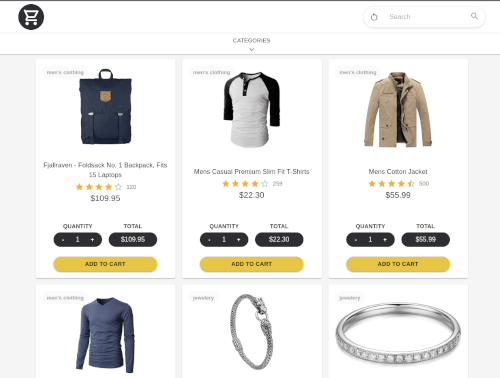 Search
CATEGORIES
men's clothing
Fjallraven - Foldsack No. 1 Backpack, Fits
15 Laptops
120
$109.95
QUANTITY TOTAL
- 1 + $109.95
ADD TO CART
men's clothing
Mens Casual Premium Slim Fit T-Shirts
259
$22.30
QUANTITY TOTAL
- 1 + $22.30
ADD TO CART
men's clothing
Mens Cotton Jacket
500
$55.99
QUANTITY TOTAL
- 1 + $55.99
ADD TO CART
men's clothing
jewelery
jewelery